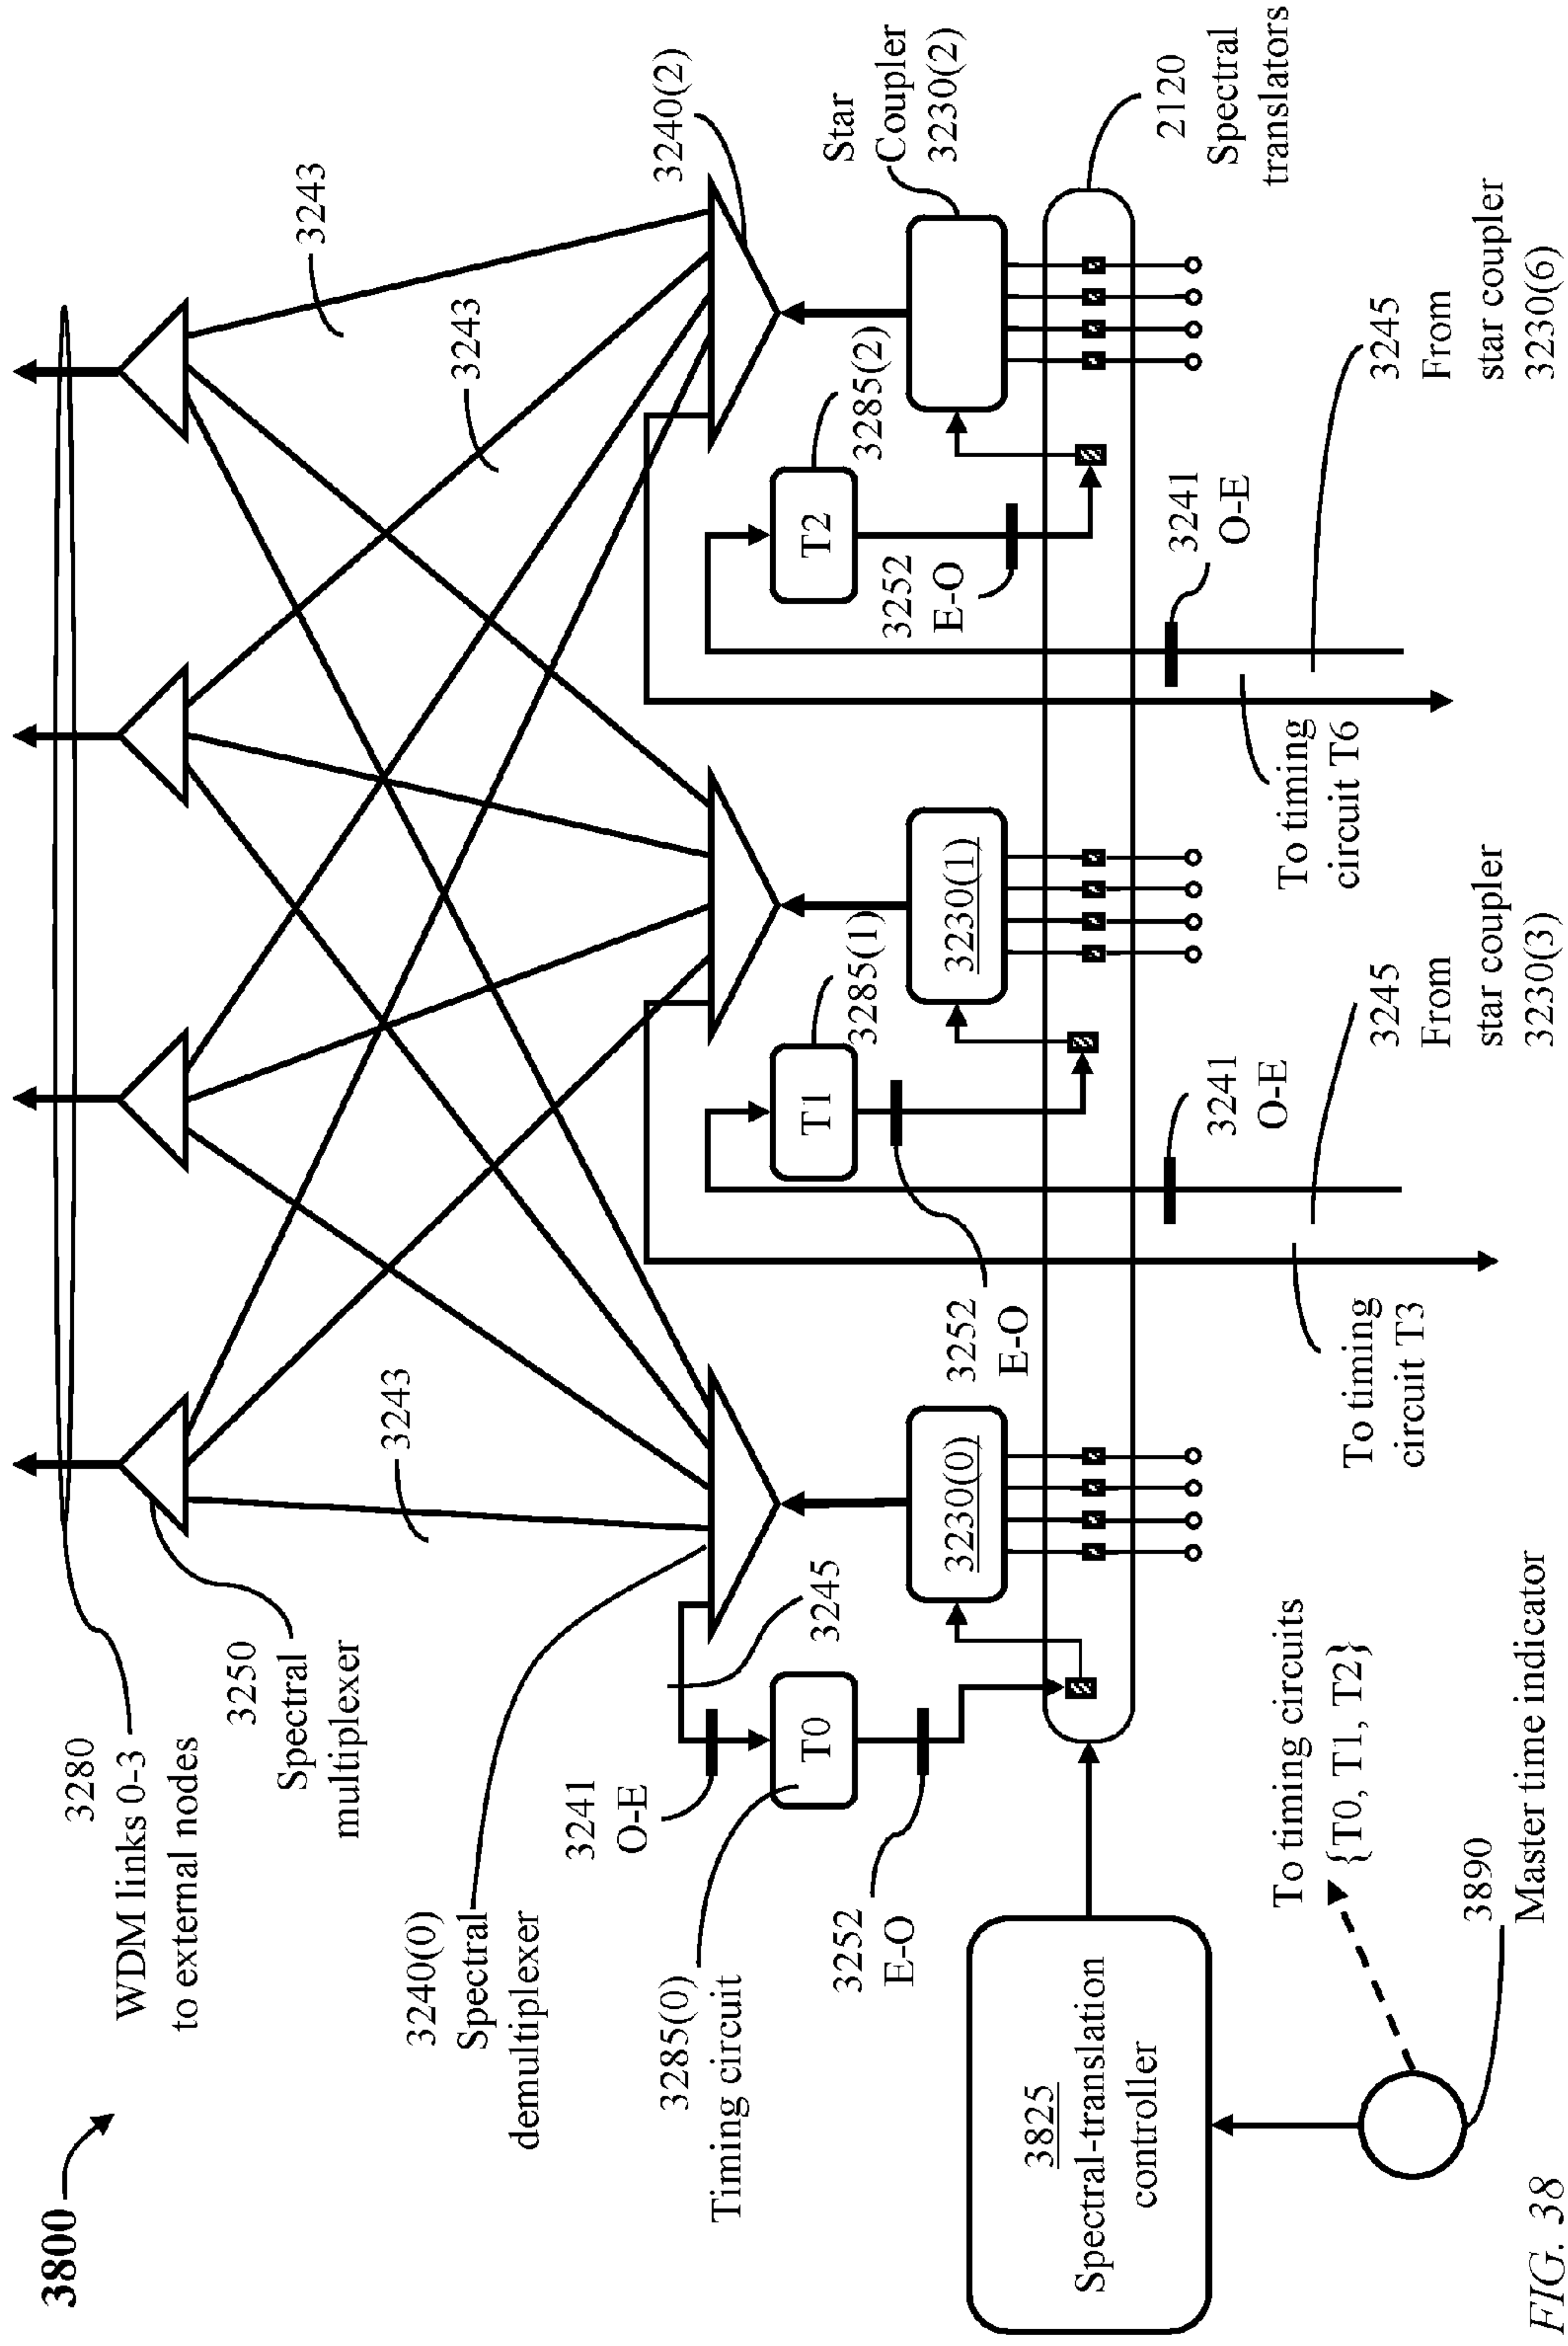 3800
3280
WDM links 0-3
to external nodes
3250
Spectral
multiplexer
3243
3243
3243
3240(0)
Spectral
demultiplexer
3240(2)
3241
O-E
3245
3285(0)
Timing circuit
T0
3252
E-O
3230(0)
T1
3285(1)
3252
E-O
3230(1)
T2
3285(2)
3252
E-O
Star
Coupler
3230(2)
2120
Spectral
translators
3825
Spectral-translation
controller
To timing circuits
{T0, T1, T2}
3890
Master time indicator
To timing
circuit T3
3241
O-E
3245
From
star coupler
3230(3)
To timing
circuit T6
3241
O-E
3245
From
star coupler
3230(6)
FIG. 38